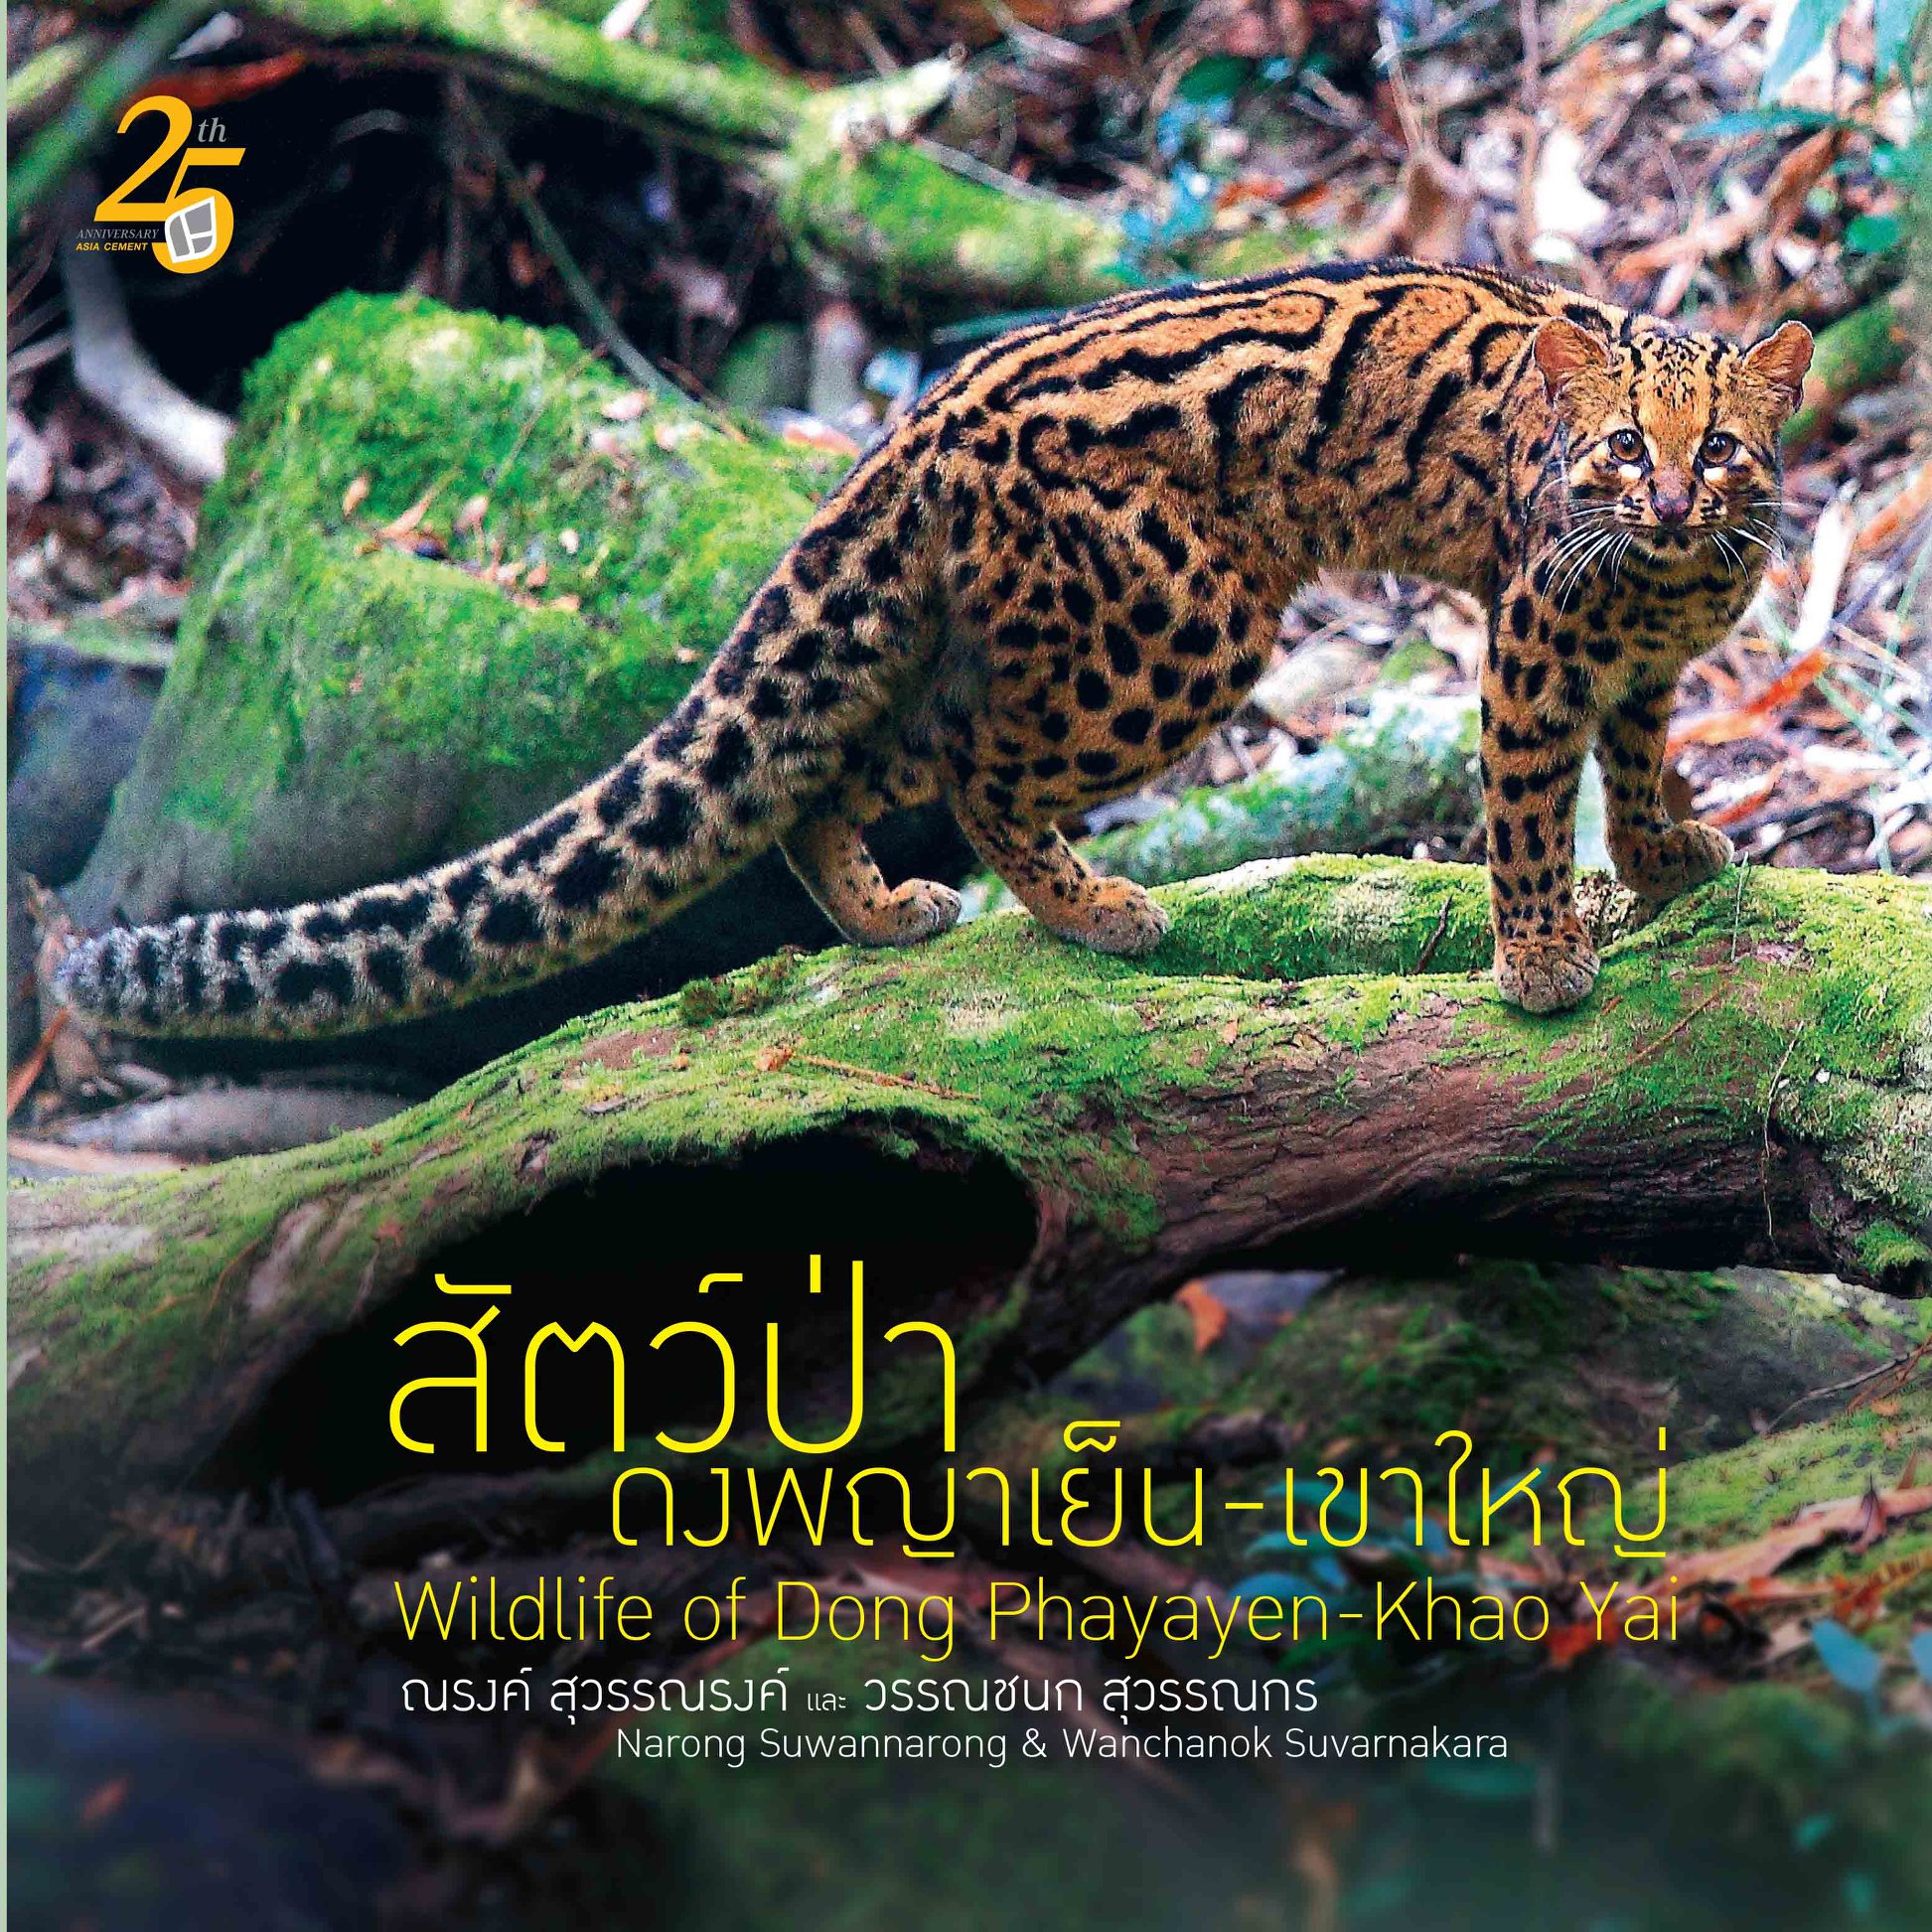 25th
ANNIVERSARY
ASIA CEMENT
สัตว์ป่า
ดงพญาเย็น-เขาใหญ่
Wildlife of Dong Phayayen-Khao Yai
ณรงค์ สุวรรณรงค์ และ วรรณชนก สุวรรณกร
Narong Suwannarong & Wanchanok Suvarnakara